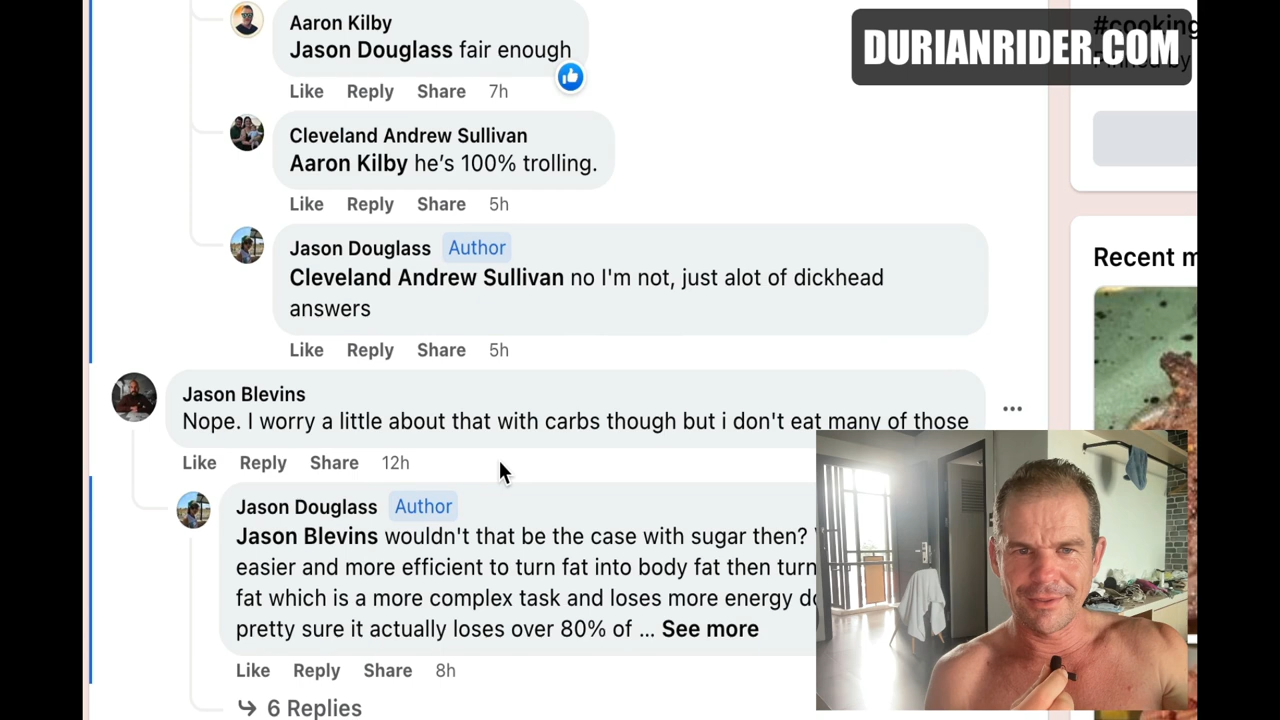 #cooking
DURIANRIDER.COM
Aaron Kilby
Jason Douglass fair enough
Like Reply Share 7h
Cleveland Andrew Sullivan
Aaron Kilby he's 100% trolling.
Like Reply Share 5h
Recent m
Jason Douglass Author
Cleveland Andrew Sullivan no I'm not, just alot of dickhead
answers
Like Reply Share 5h
Jason Blevins
Nope. I worry a little about that with carbs though but i don't eat many of those
Like Reply Share 12h
Jason Douglass Author
Jason Blevins wouldn't that be the case with sugar then?
easier and more efficient to turn fat into body fat then turn
fat which is a more complex task and loses more energy do
pretty sure it actually loses over 80% of ... See more
Like Reply Share 8h
6 Replies